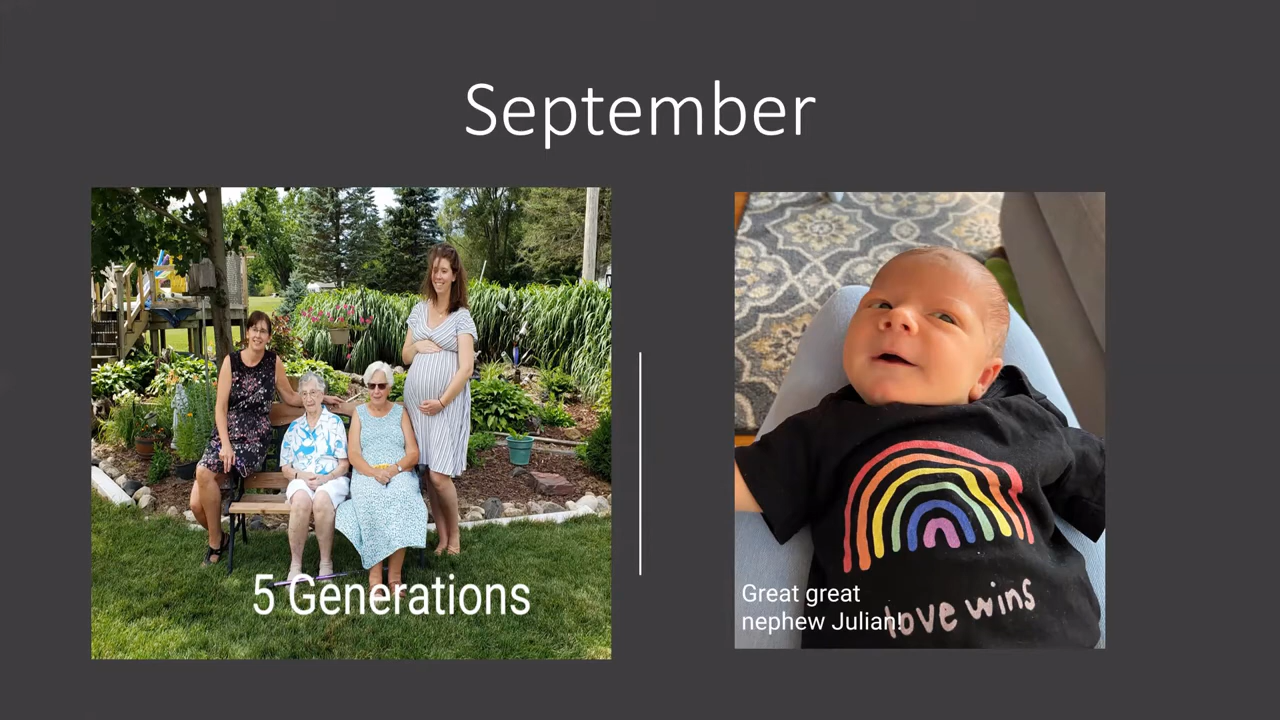 September
5 Generations
Great great
nephew Julian!
love wins